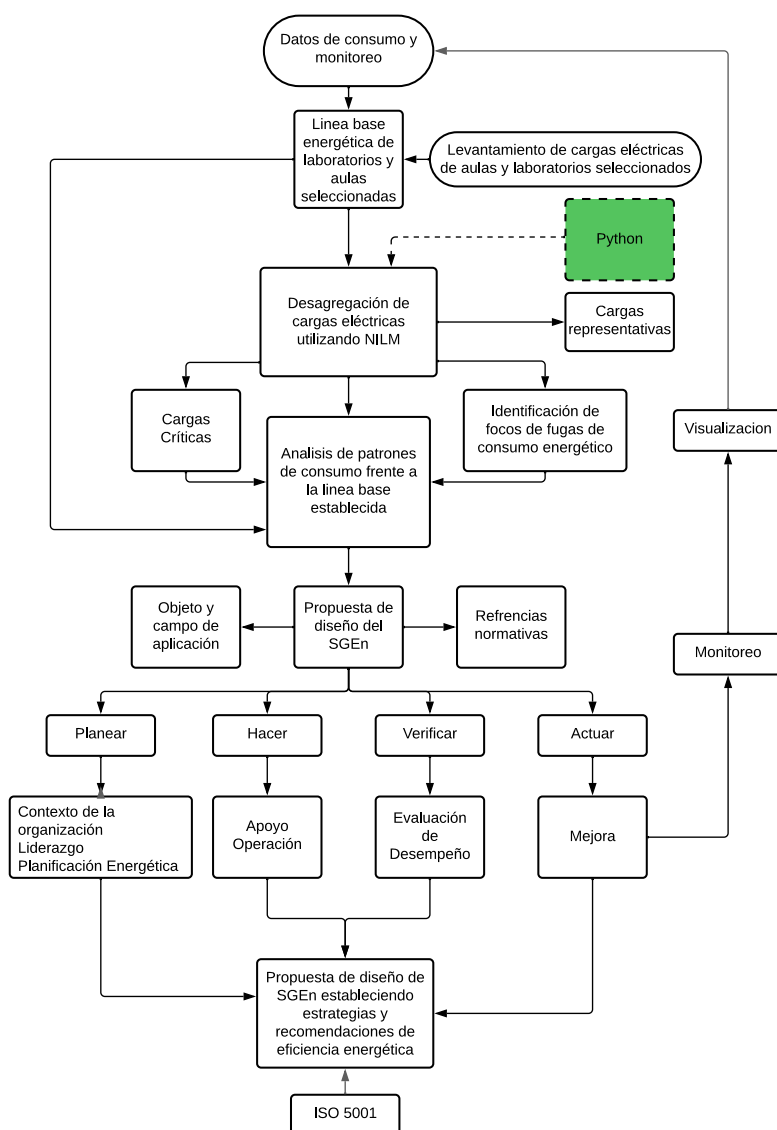 Datos de consumo y
monitoreo
Linea base
energética de
laboratorios y
aulas
seleccionadas
Levantamiento de cargas eléctricas
de aulas y laboratorios seleccionados
Python
Desagregación de
cargas eléctricas
utilizando NILM
Cargas
representativas
Cargas
Críticas
Identificación de
focos de fugas de
consumo energético
Visualizacion
Analisis de patrones
de consumo frente a
la linea base
establecida
Objeto y
campo de
aplicación
Propuesta de
diseño del
SGEn
Refrencias
normativas
Monitoreo
Planear
Hacer
Verificar
Actuar
Contexto de la
organización
Liderazgo
Planificación Energética
Apoyo
Operación
Evaluación
de
Desempeño
Mejora
Propuesta de diseño de
SGEn estableciendo
estrategias y
recomendaciones de
eficiencia energética
ISO 5001